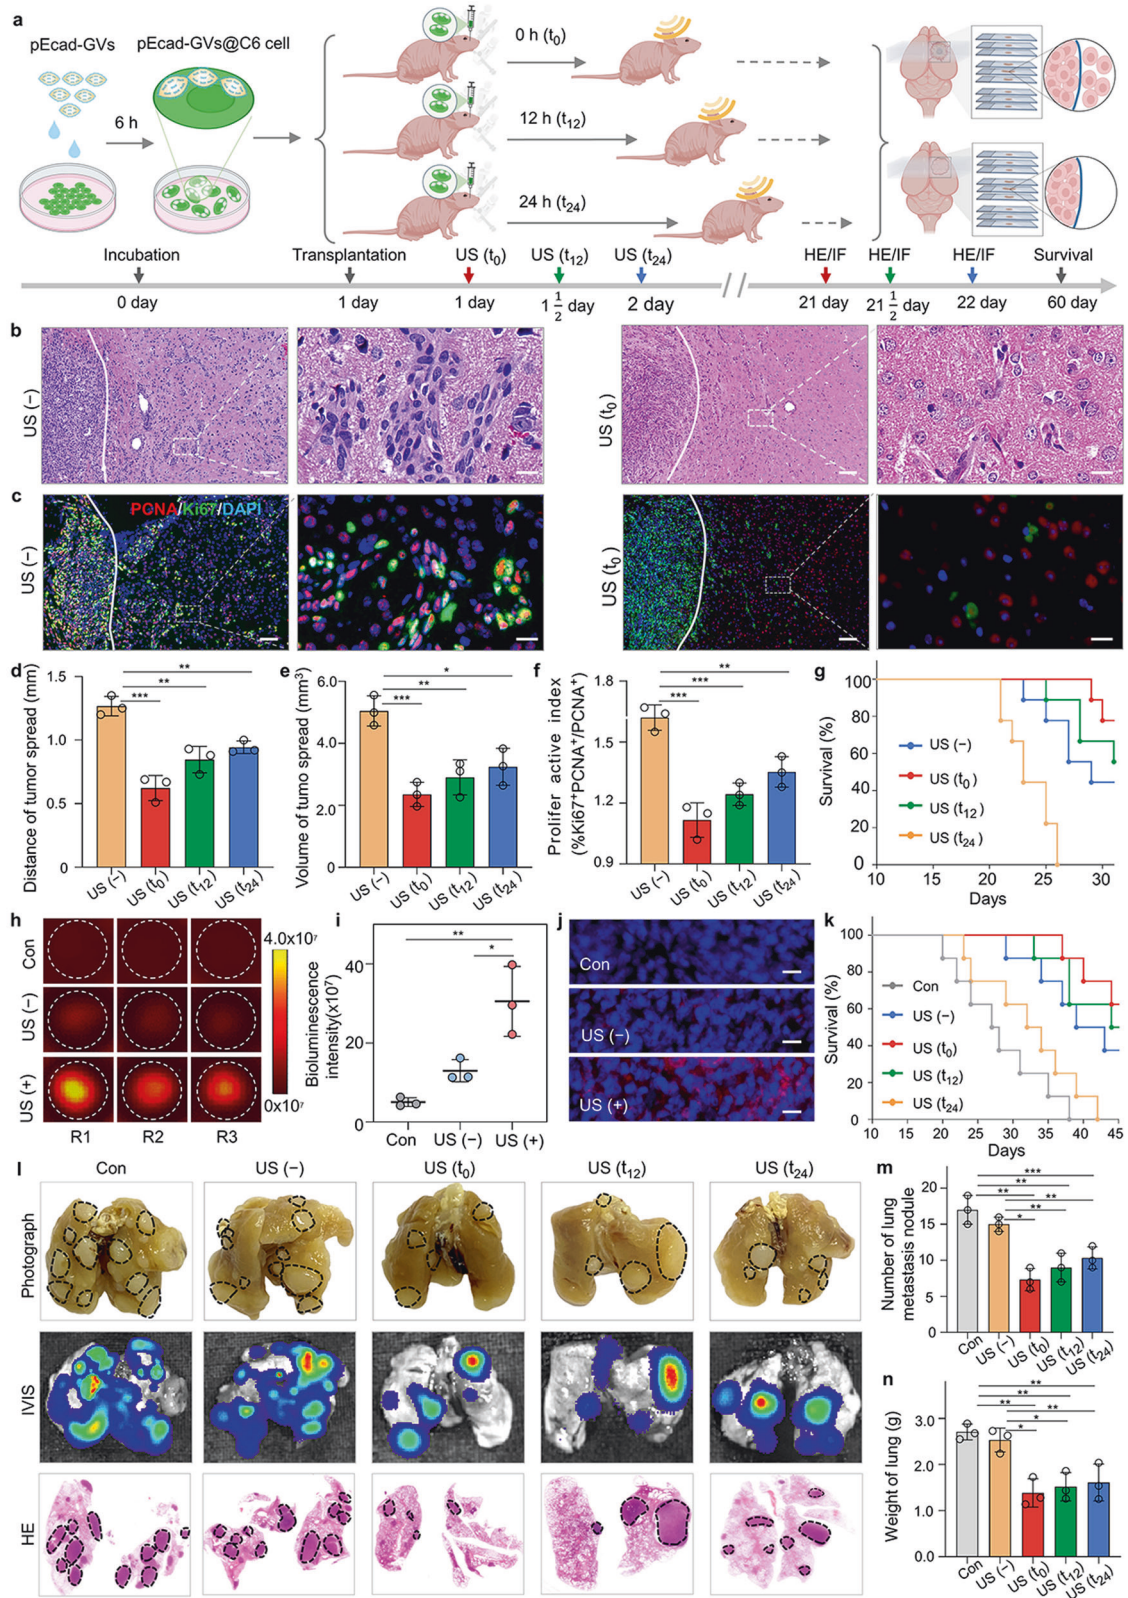 a
pEcad-GVs
pEcad-GVs@C6 cell
6 h
0 h (t0)
12 h (t12)
24 h (t24)
Incubation
Transplantation
US (t0)
US (t12)
US (t24)
HE/IF
HE/IF
HE/IF
Survival
0 day
1 day
1 day
1 1/2 day
2 day
21 day
21 1/2 day
22 day
60 day
b
US (−)
US (t0)
c
PCNA/Ki67/DAPI
US (−)
US (t0)
d
Distance of tumor spread (mm)
1.5
1.0
0.5
0
**
**
***
US (−)
US (t0)
US (t12)
US (t24)
e
Volume of tumor spread (mm3)
6.0
4.0
2.0
0
*
**
***
US (−)
US (t0)
US (t12)
US (t24)
f
Prolifer active index
(%Ki67+PCNA+/PCNA+)
1.8
1.5
1.2
0.9
**
***
***
US (−)
US (t0)
US (t12)
US (t24)
g
Survival (%)
100
80
60
40
20
0
US (−)
US (t0)
US (t12)
US (t24)
10
15
20
25
30
Days
h
Con
US (−)
US (+)
R1
R2
R3
4.0x10⁷
0x10⁷
i
Bioluminescence
intensity(x10⁷)
40
20
0
**
*
Con
US (−)
US (+)
j
Con
US (−)
US (+)
k
Survival (%)
100
80
60
40
20
0
Con
US (−)
US (t0)
US (t12)
US (t24)
10
15
20
25
30
35
40
45
Days
l
Con
US (−)
US (t0)
US (t12)
US (t24)
Photograph
IVIS
HE
m
Number of lung
metastasis nodule
20
15
10
5
0
***
**
**
**
**
*
Con
US (−)
US (t0)
US (t12)
US (t24)
n
Weight of lung (g)
3.0
2.0
1.0
0.0
**
**
**
**
*
*
Con
US (−)
US (t0)
US (t12)
US (t24)